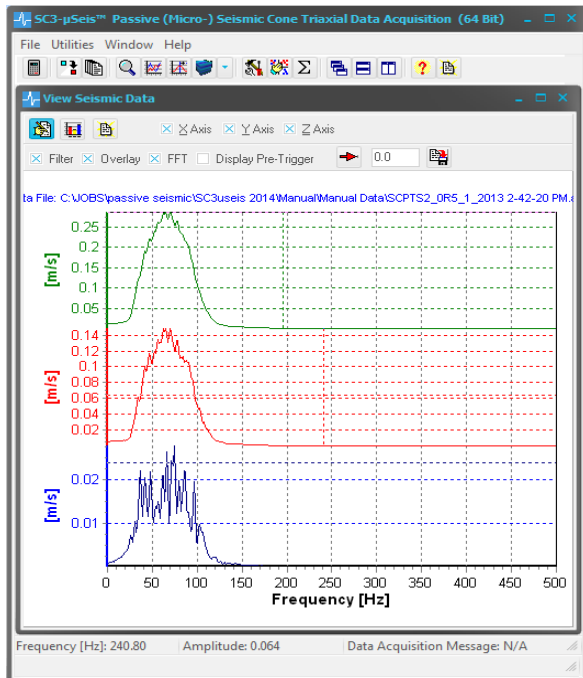 SC3-µSeis™ Passive (Micro-) Seismic Cone Triaxial Data Acquisition (64 Bit)
File Utilities Window Help
View Seismic Data
X Axis Y Axis Z Axis
Filter Overlay FFT Display Pre-Trigger 0.0
ta File: C:\JOBS\passive seismic\SC3useis 2014\Manual\Manual Data\SCPTS2_0R5_1_2013 2-42-20 PM.a
[m/s]
0.25
0.2
0.15
0.1
0.05
[m/s]
0.14
0.12
0.1
0.08
0.06
0.04
0.02
[m/s]
0.02
0.01
0 50 100 150 200 250 300 350 400 450 500
Frequency [Hz]
Frequency [Hz]: 240.80 Amplitude: 0.064 Data Acquisition Message: N/A